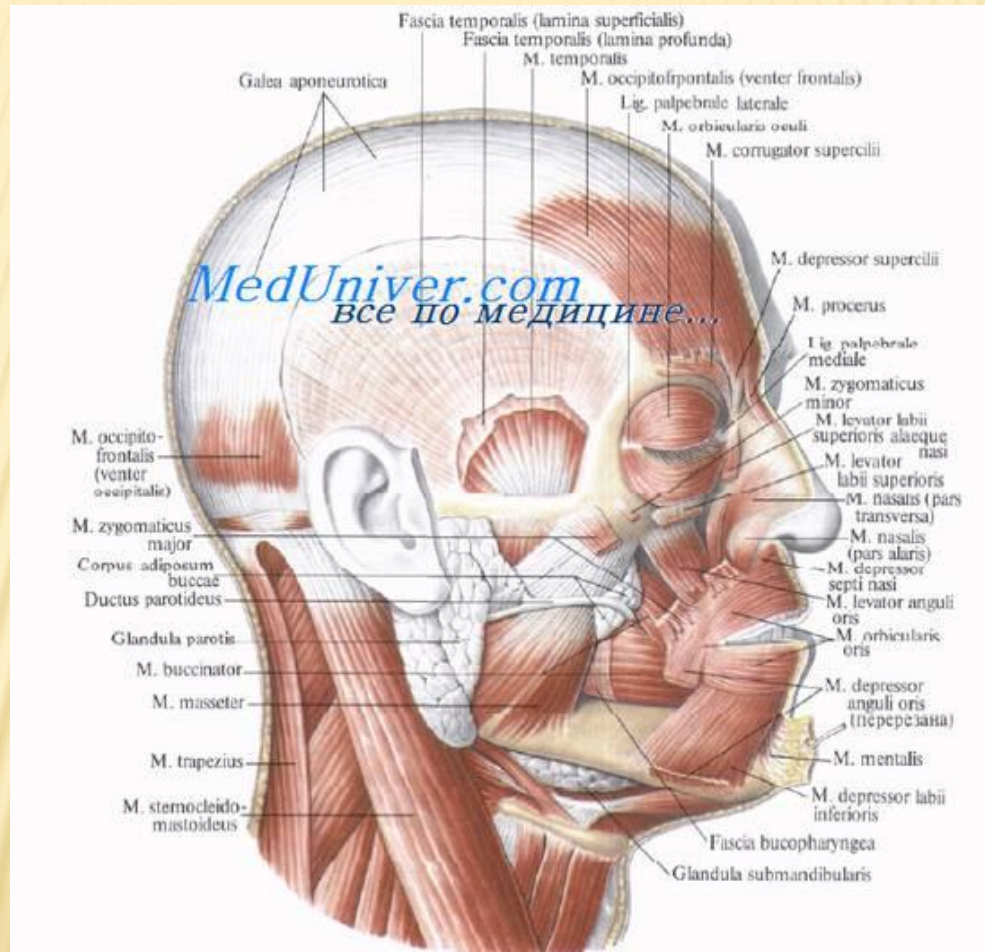 Fascia temporalis (lamina superficialis)
Fascia temporalis (lamina profunda)
M. temporalis
Galea aponeurotica
M. occipitofrpontalis (venter frontalis)
Lig. palpebrale laterale
M. orbicularis oculi
M. corrugator supercilii
M. depressor supercilii
MedUniver.com
все по медицине...
M. procerus
Lig. palpebrale
mediale
M. zygomaticus
minor
M. levator labii
superioris alaeque
nasi
M. levator
labii superioris
M. nasalis (pars
transversa)
M. nasalis
(pars alaris)
M. depressor
septi nasi
M. levator anguli
oris
M. orbicularis
oris
M. depressor
anguli oris
(перерезана)
M. mentalis
M. depressor labii
inferioris
Fascia bucopharyngea
Glandula submandibularis
M. occipito-
frontalis
(venter
occipitalis)
M. zygomaticus
major
Corpus adiposum
buccae
Ductus parotideus
Glandula parotis
M. buccinator
M. masseter
M. trapezius
M. sternocleido-
mastoideus